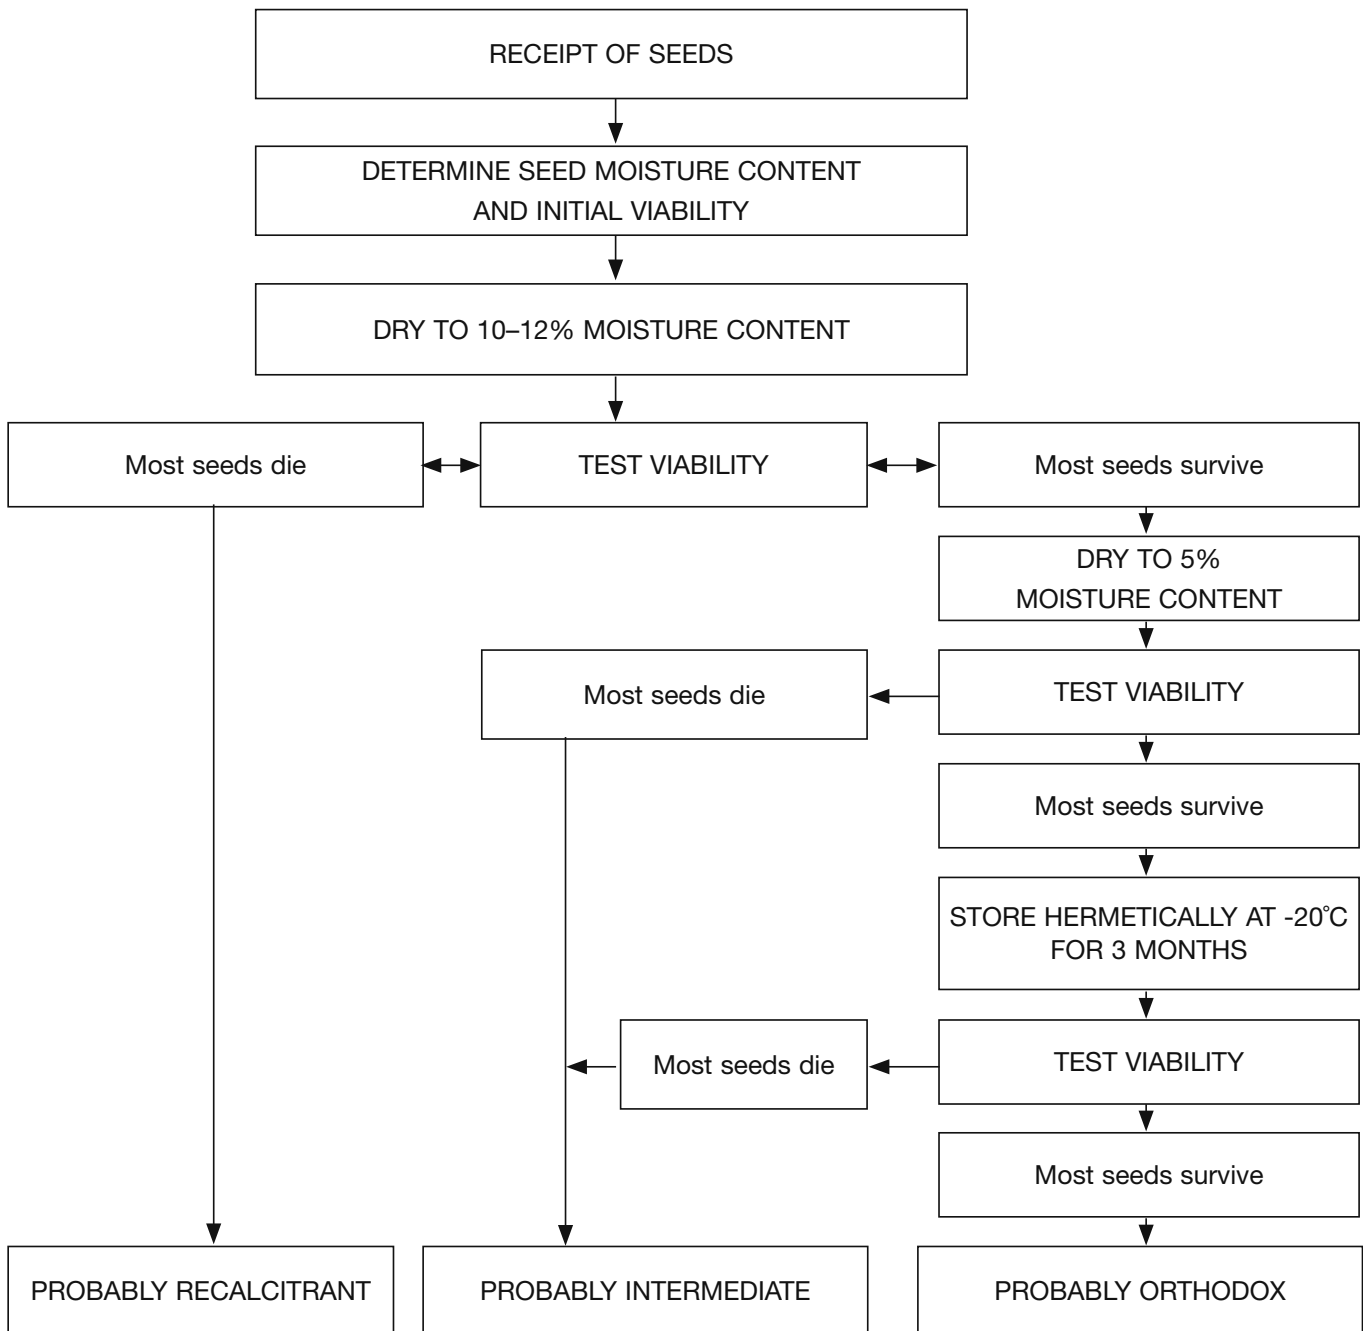 RECEIPT OF SEEDS
DETERMINE SEED MOISTURE CONTENT
AND INITIAL VIABILITY
DRY TO 10–12% MOISTURE CONTENT
Most seeds die
TEST VIABILITY
Most seeds survive
DRY TO 5%
MOISTURE CONTENT
Most seeds die
TEST VIABILITY
Most seeds survive
STORE HERMETICALLY AT -20°C
FOR 3 MONTHS
Most seeds die
TEST VIABILITY
Most seeds survive
PROBABLY RECALCITRANT
PROBABLY INTERMEDIATE
PROBABLY ORTHODOX